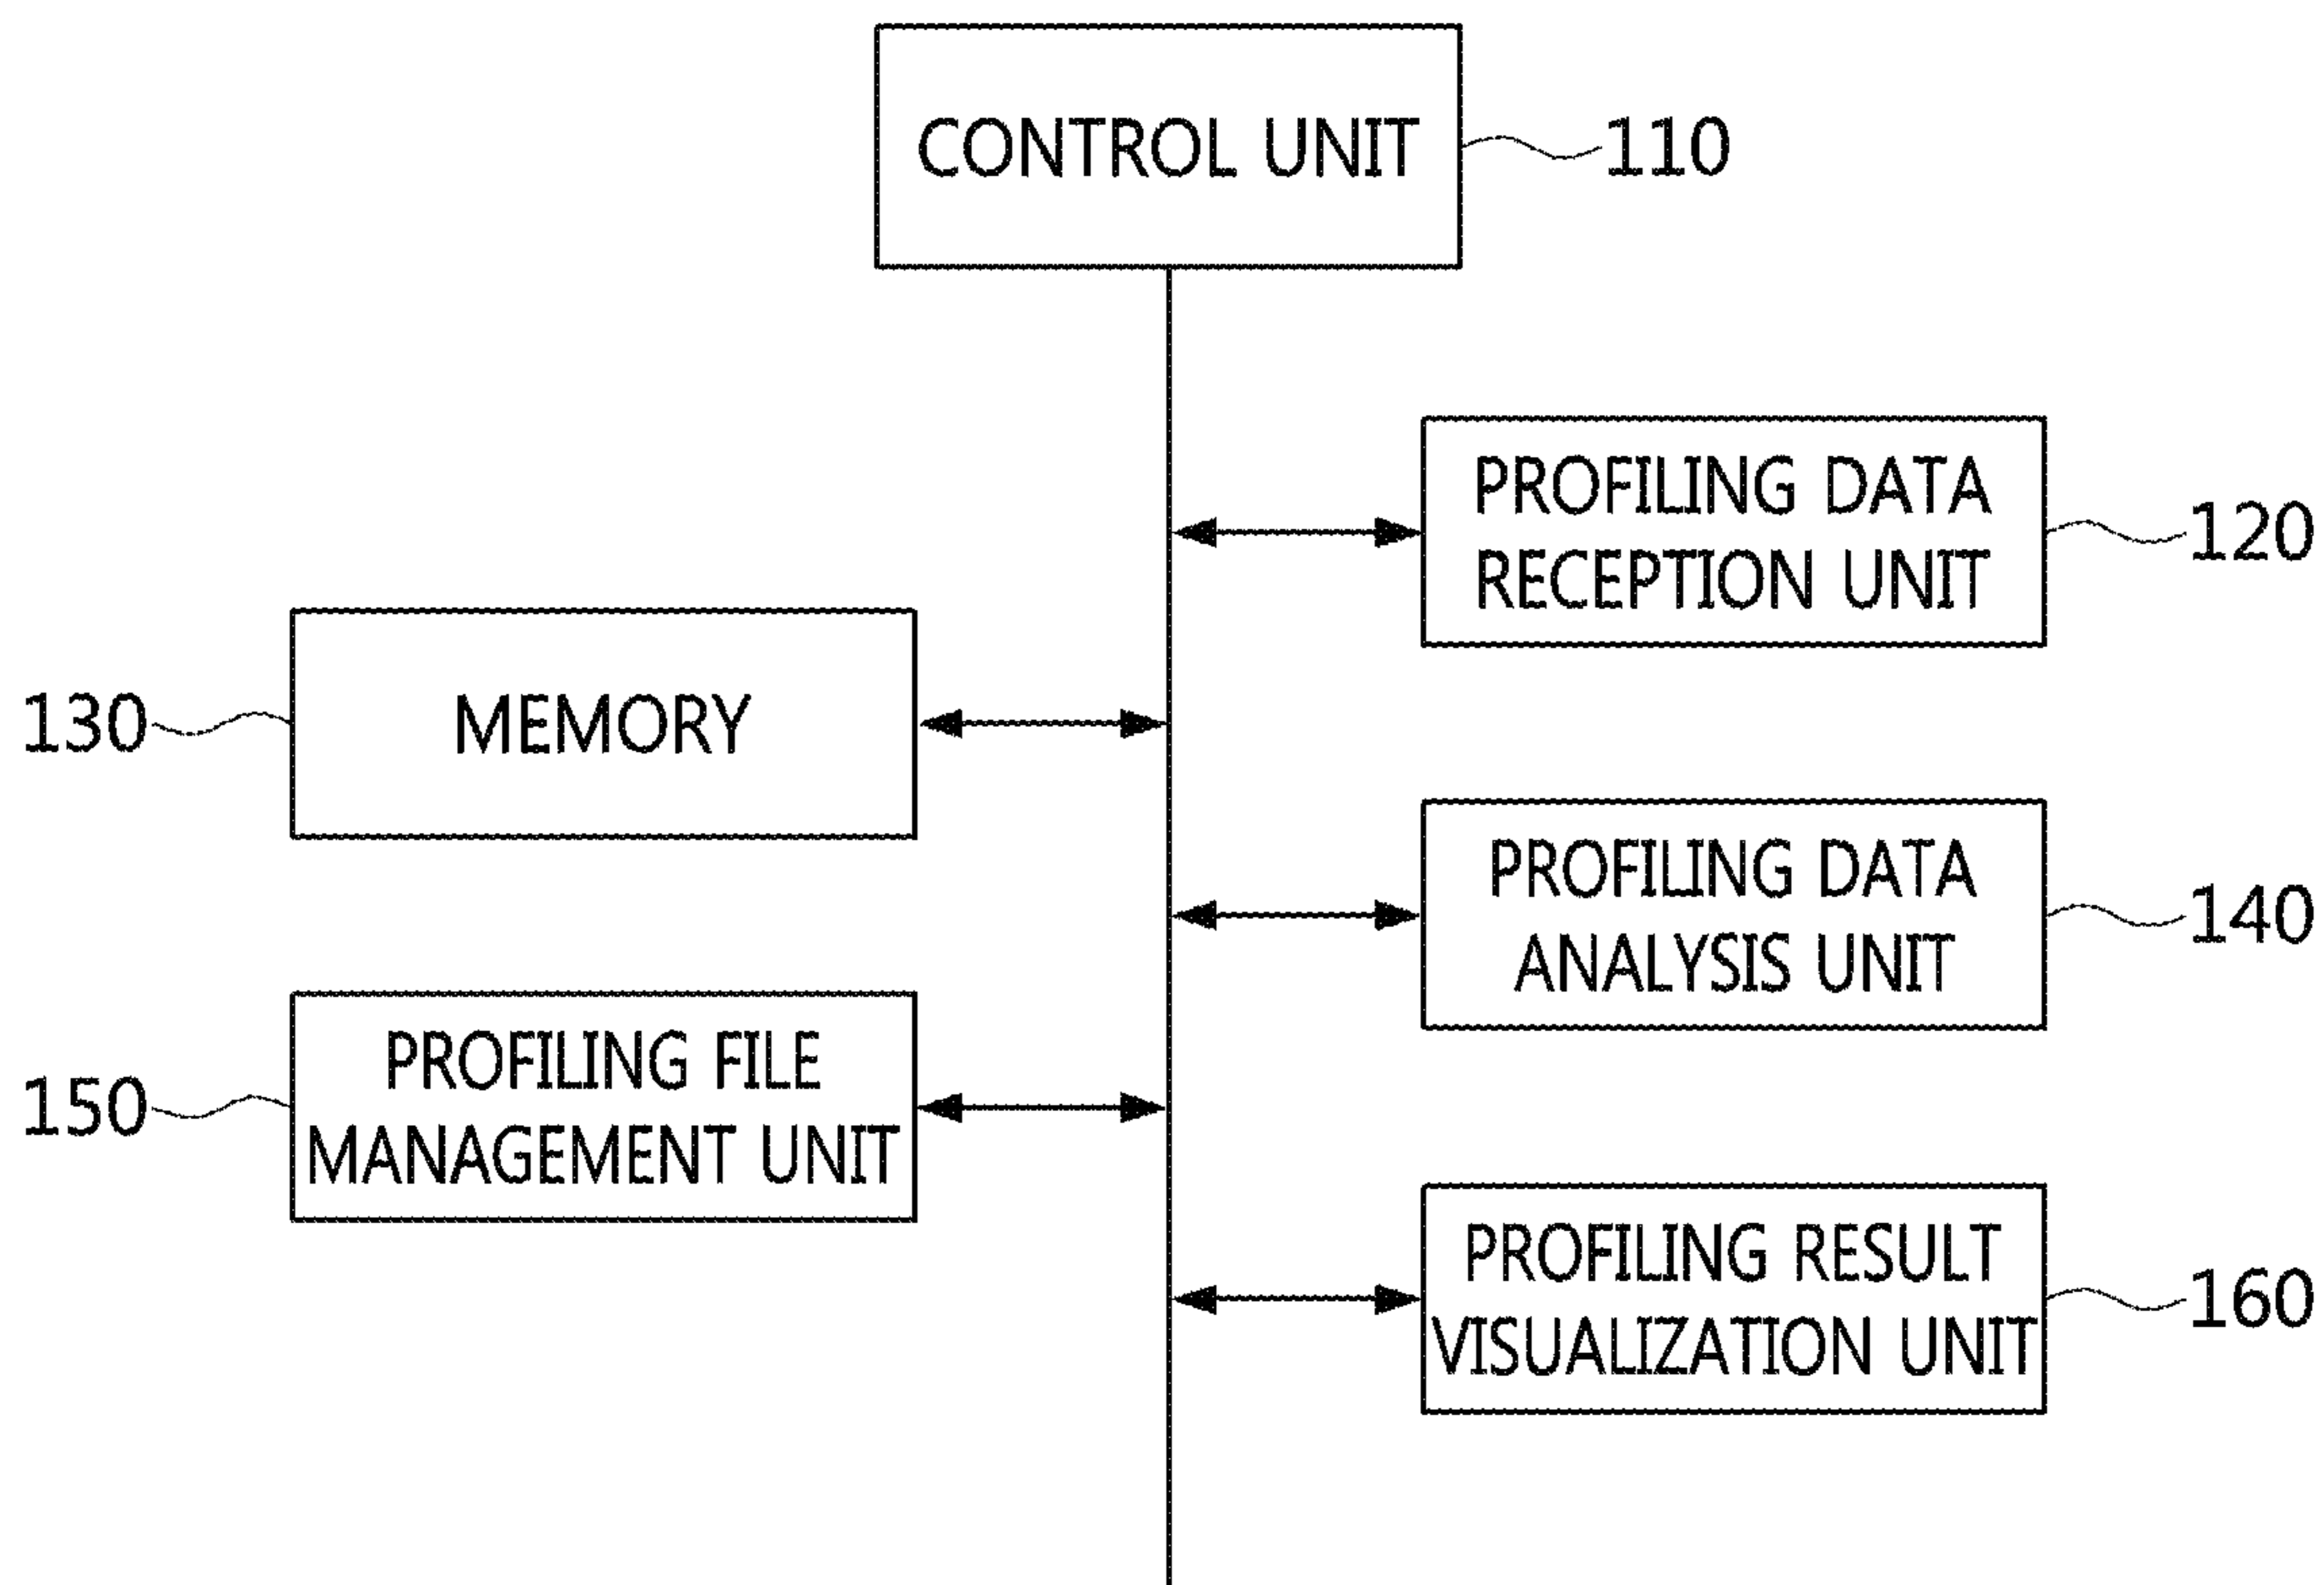 CONTROL UNIT
110
PROFILING DATA
RECEPTION UNIT
120
130
MEMORY
PROFILING DATA
ANALYSIS UNIT
140
150
PROFILING FILE
MANAGEMENT UNIT
PROFILING RESULT
VISUALIZATION UNIT
160